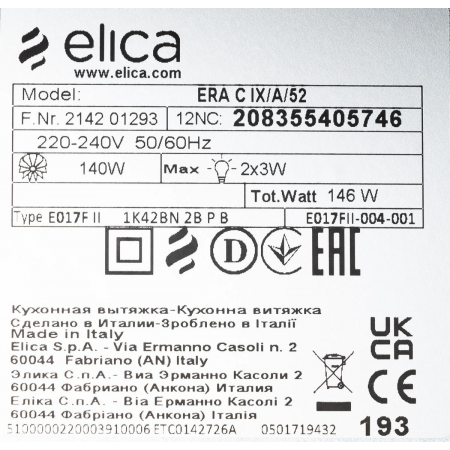 elica
www.elica.com
Model: ERA C IX/A/52
F.Nr. 2142 01293 12NC: 208355405746
220-240V 50/60Hz
140W Max 2x3W
Tot.Watt 146 W
Type E017F II 1K42BN 2B P B E017FII-004-001
D EAC
Кухонная вытяжка-Кухонна витяжка
Сделано в Италии-Зроблено в Італії
Made in Italy
Elica S.p.A. - Via Ermanno Casoli n. 2
60044 Fabriano (AN) Italy
Элика С.п.А. - Виа Эрманно Касоли 2
60044 Фабриано (Анкона) Италия
Еліка С.п.А. - Віа Ерманно Касолі 2
60044 Фабріано (Анкона) Італія
5100000220003910006 ETC0142726A 0501719432
UK
CA
193